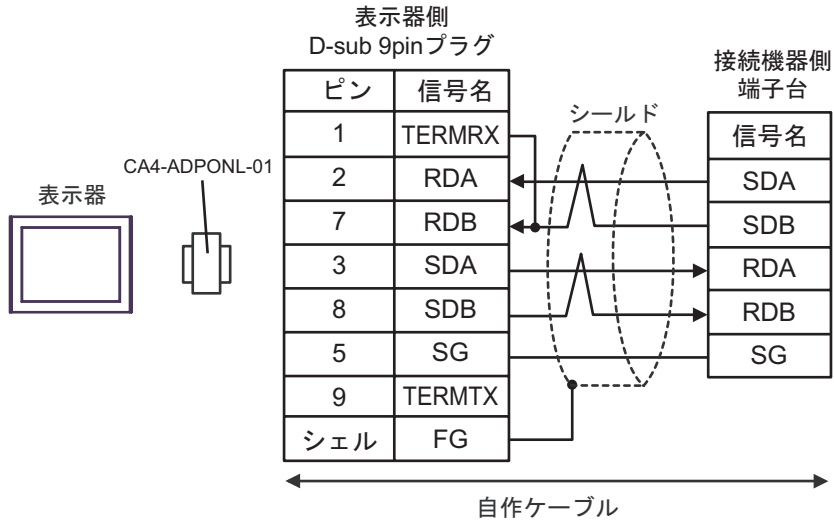 表示器側
D-sub 9pinプラグ
接続機器側
端子台
ピン 信号名
シールド
信号名
1 TERMRX
CA4-ADPONL-01
表示器
2 RDA
SDA
7 RDB
SDB
3 SDA
RDA
8 SDB
RDB
5 SG
SG
9 TERMTX
シェル FG
自作ケーブル